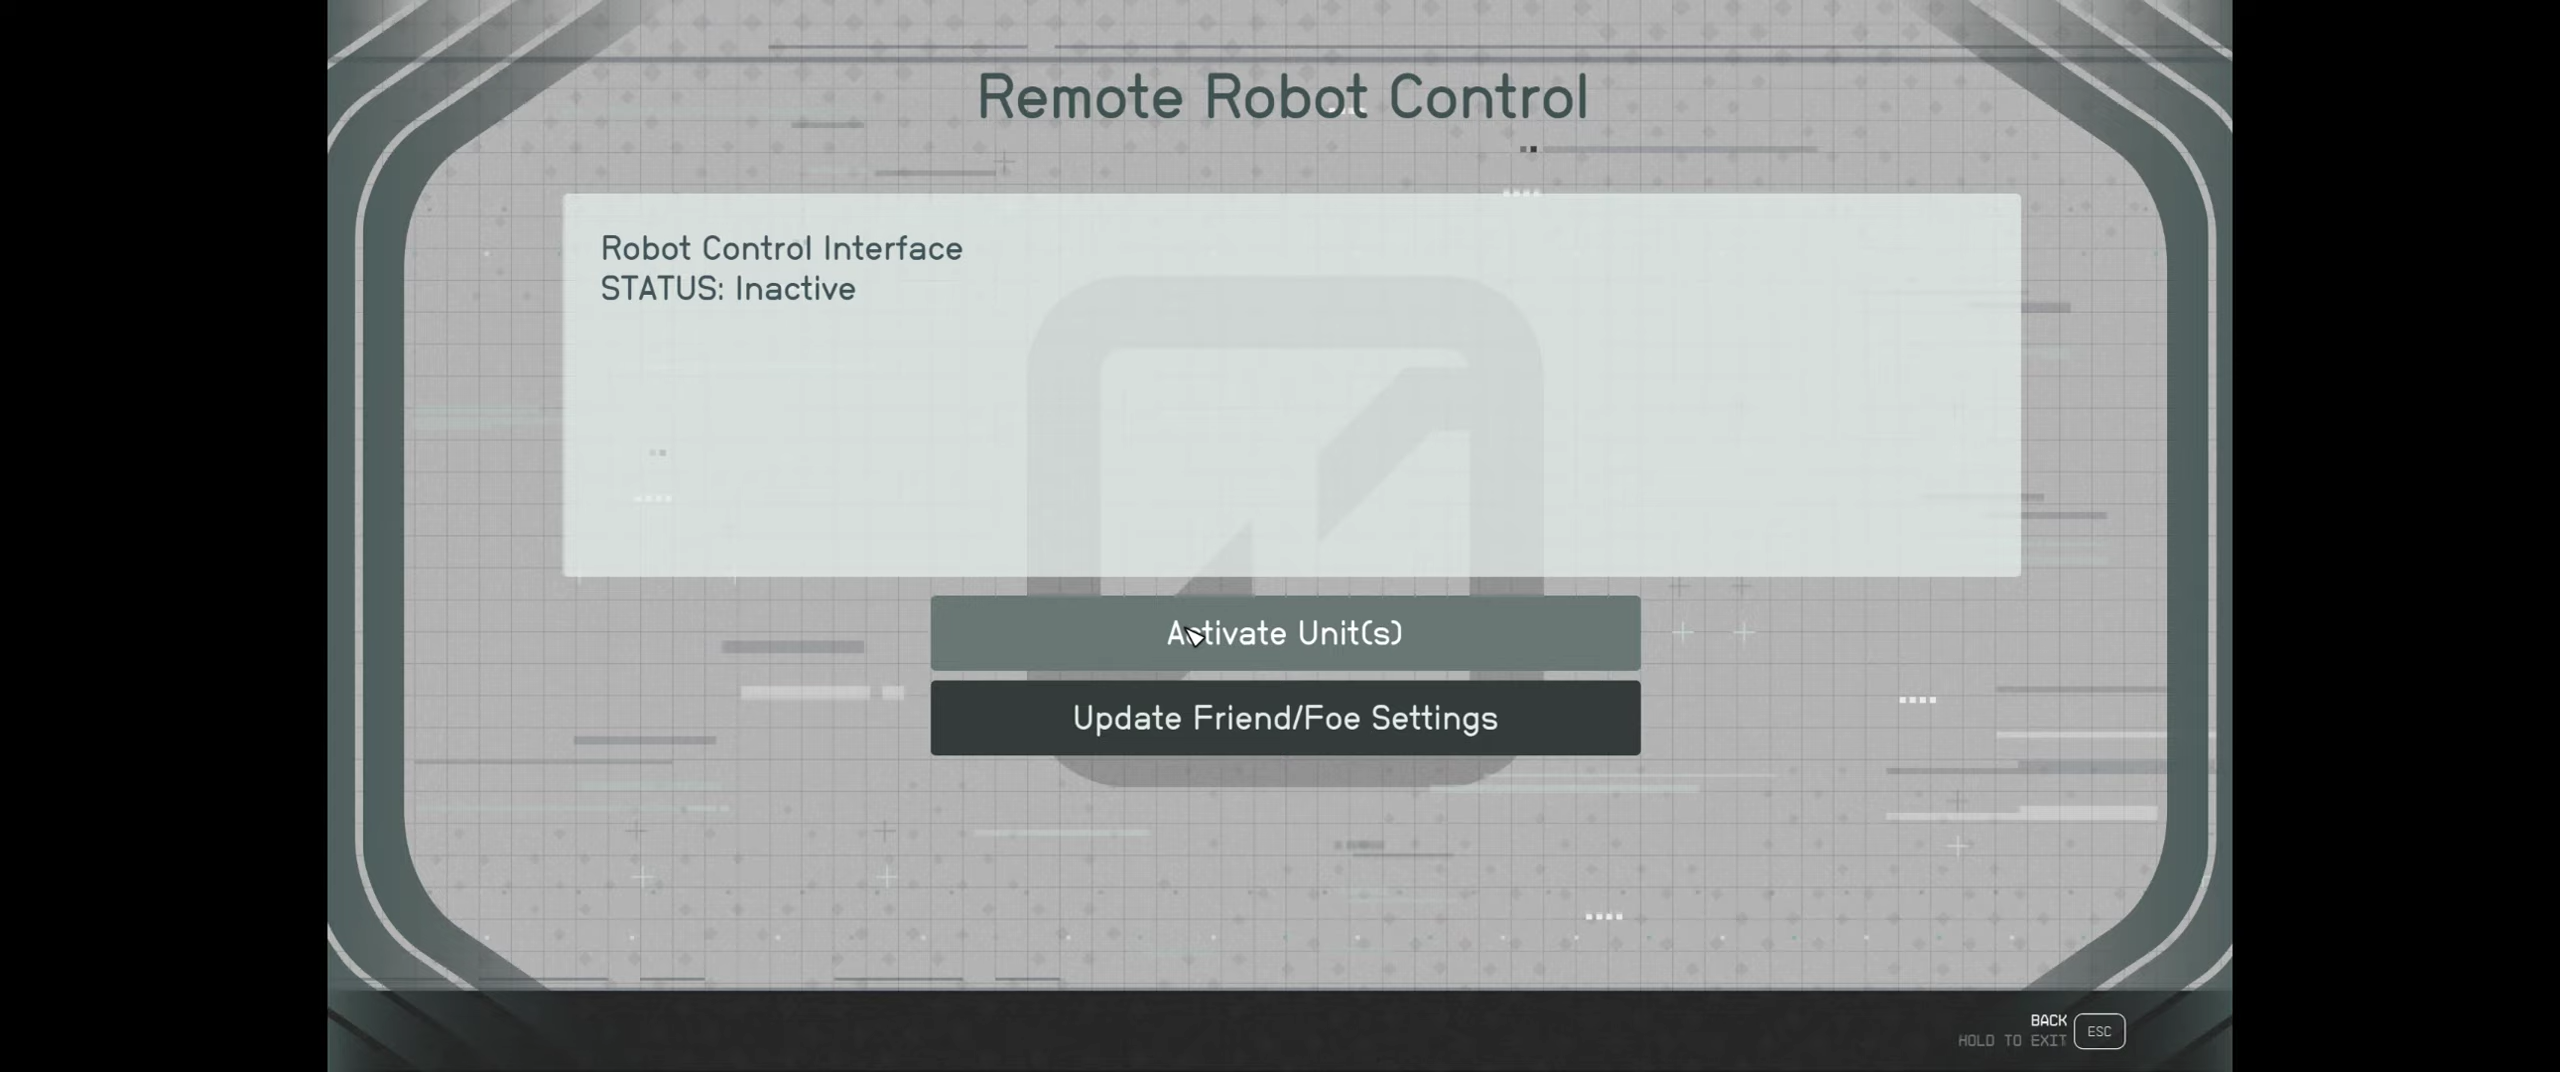 Remote Robot Control
Robot Control Interface
STATUS: Inactive
Activate Unit(s)
Update Friend/Foe Settings
BACK
HOLD TO EXIT
ESC